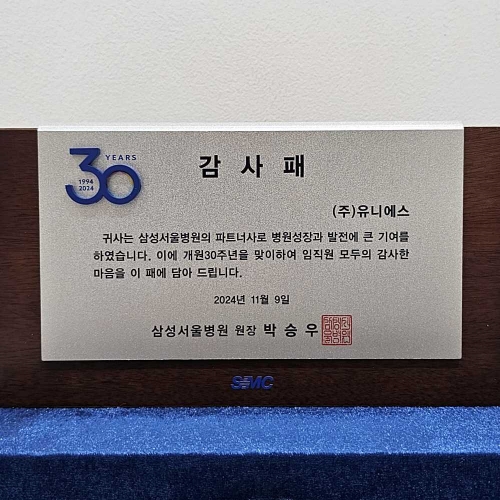 30 YEARS
1994
2024
감 사 패
(주)유니에스
귀사는 삼성서울병원의 파트너사로 병원성장과 발전에 큰 기여를
하였습니다. 이에 개원30주년을 맞이하여 임직원 모두의 감사한
마음을 이 패에 담아 드립니다.
2024년 11월 9일
삼성서울병원 원장 박 승 우
SMC